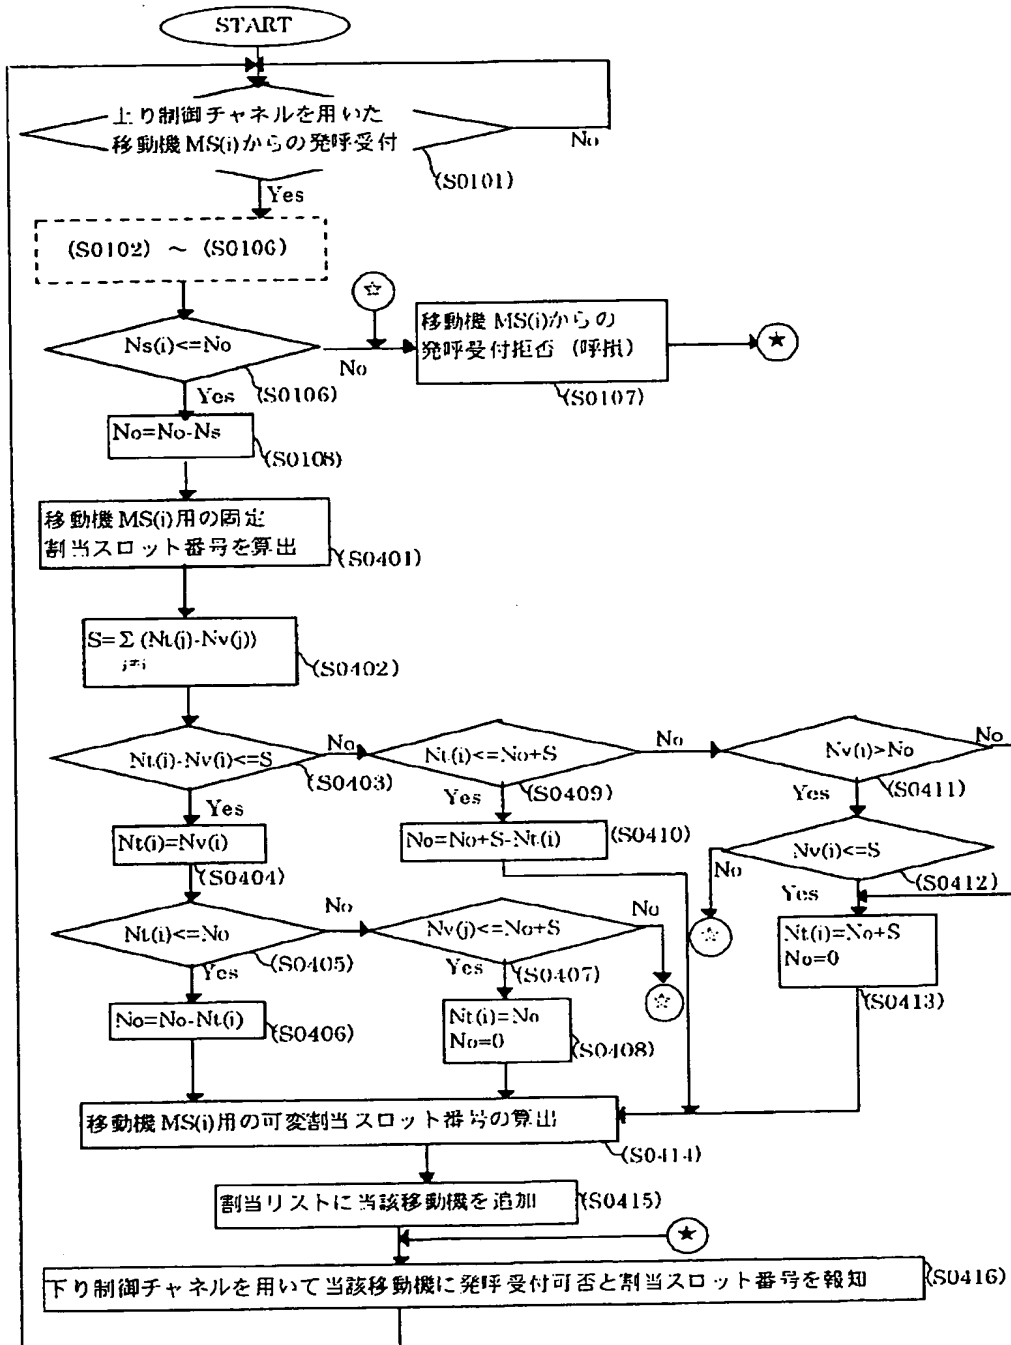 START
上り制御チャネルを用いた
移動機 MS(i)からの発呼受付
No
(S0101)
Yes
(S0102) ～ (S0106)
☆
Ns(i)<=No
No
(S0106)
Yes
移動機 MS(i)からの
発呼受付拒否（呼損）
(S0107)
★
No=No-Ns
(S0108)
移動機 MS(i)用の固定
割当スロット番号を算出
(S0401)
S=Σ (Nt(j)-Nv(j))
j≠i
(S0402)
Nt(i)-Nv(i)<=S
No
(S0403)
Yes
Nt(i)<=No+S
No
(S0409)
Yes
Nv(i)>No
No
(S0411)
Yes
Nt(i)=Nv(i)
(S0404)
No=No+S-Nt(i)
(S0410)
Nv(i)<=S
No
(S0412)
Yes
☆
Nt(i)<=No
No
(S0405)
Yes
Nv(j)<=No+S
No
(S0407)
Yes
☆
Nt(i)=No+S
No=0
(S0413)
No=No-Nt(i)
(S0406)
Nt(i)=No
No=0
(S0408)
移動機 MS(i)用の可変割当スロット番号の算出
(S0414)
割当リストに当該移動機を追加
(S0415)
★
下り制御チャネルを用いて当該移動機に発呼受付可否と割当スロット番号を報知
(S0416)